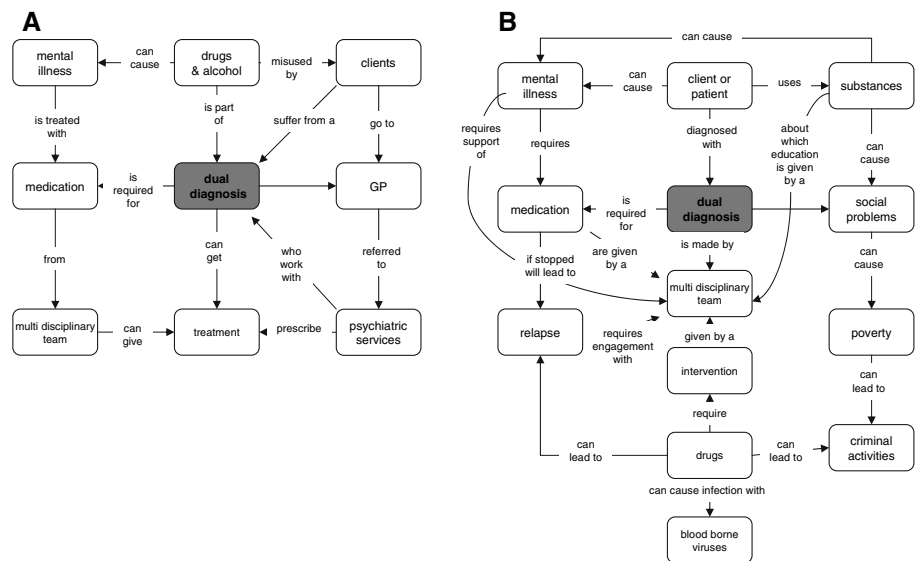 A
mental
illness
can
cause
drugs
& alcohol
misused
by
clients
is treated
with
is part
of
suffer from a
go to
medication
is
required
for
dual
diagnosis
GP
from
can
get
who
work
with
referred
to
multi disciplinary
team
can
give
treatment
prescribe
psychiatric
services
B
can cause
mental
illness
can
cause
client or
patient
uses
substances
requires
support
of
requires
diagnosed
with
about
which
education
is given
by a
can
cause
medication
is
required
for
dual
diagnosis
social
problems
are given
by a
is made by
if stopped
will lead to
can
cause
multi disciplinary
team
relapse
requires
engagement
with
given by a
poverty
intervention
can
lead to
require
can
lead to
drugs
can
lead to
criminal
activities
can cause infection with
blood borne
viruses